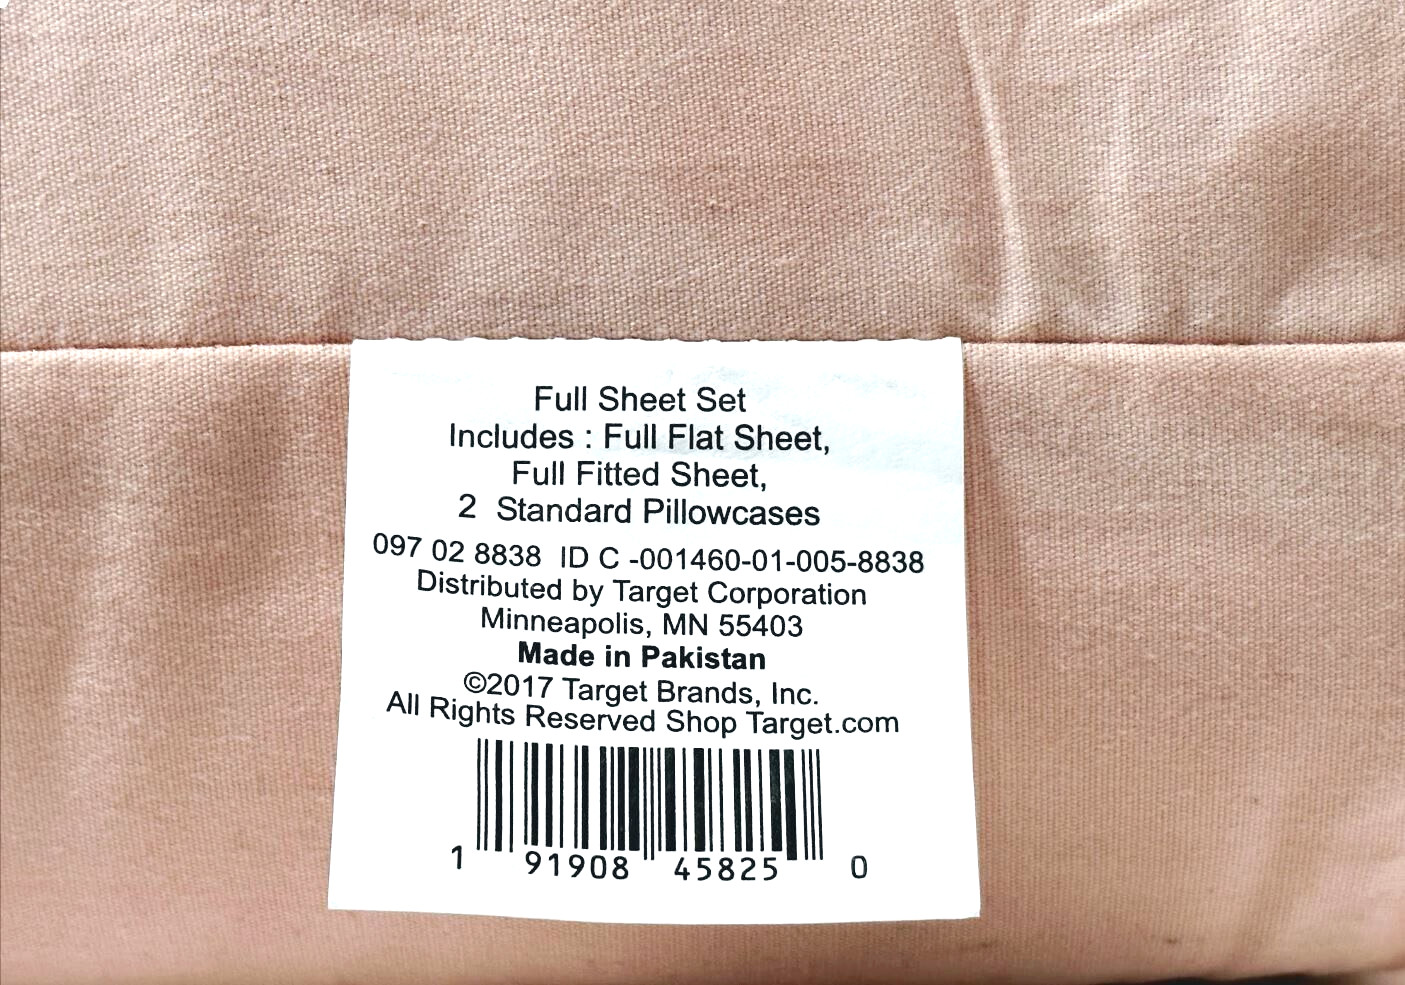 Full Sheet Set
Includes : Full Flat Sheet,
Full Fitted Sheet,
2 Standard Pillowcases
097 02 8838 ID C -001460-01-005-8838
Distributed by Target Corporation
Minneapolis, MN 55403
Made in Pakistan
©2017 Target Brands, Inc.
All Rights Reserved Shop Target.com
1 91908 45825 0